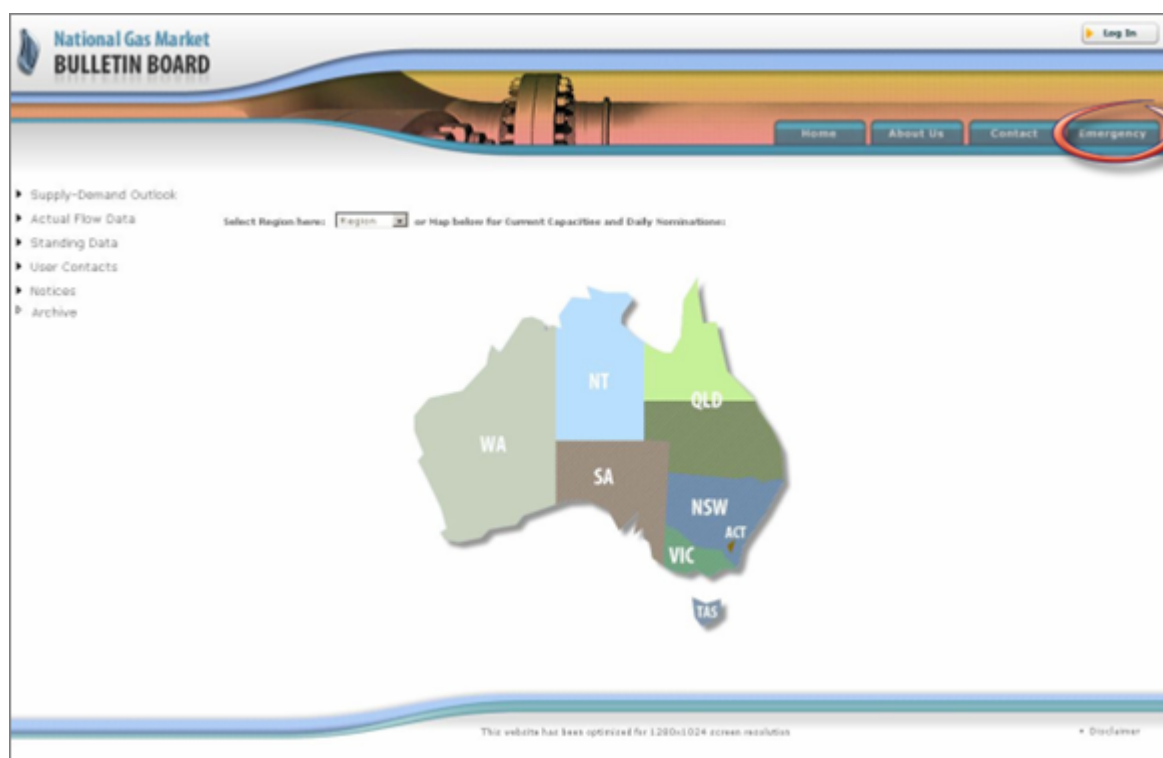 National Gas Market
BULLETIN BOARD
Log In
Home
About Us
Contact
Emergency
Supply-Demand Outlook
Actual Flow Data
Standing Data
User Contacts
Notices
Archive
Select Region here: Region or Map below for Current Capacities and Daily Nominations:
NT
QLD
WA
SA
NSW
ACT
VIC
TAS
This website has been optimized for 1280x1024 screen resolution
Disclaimer